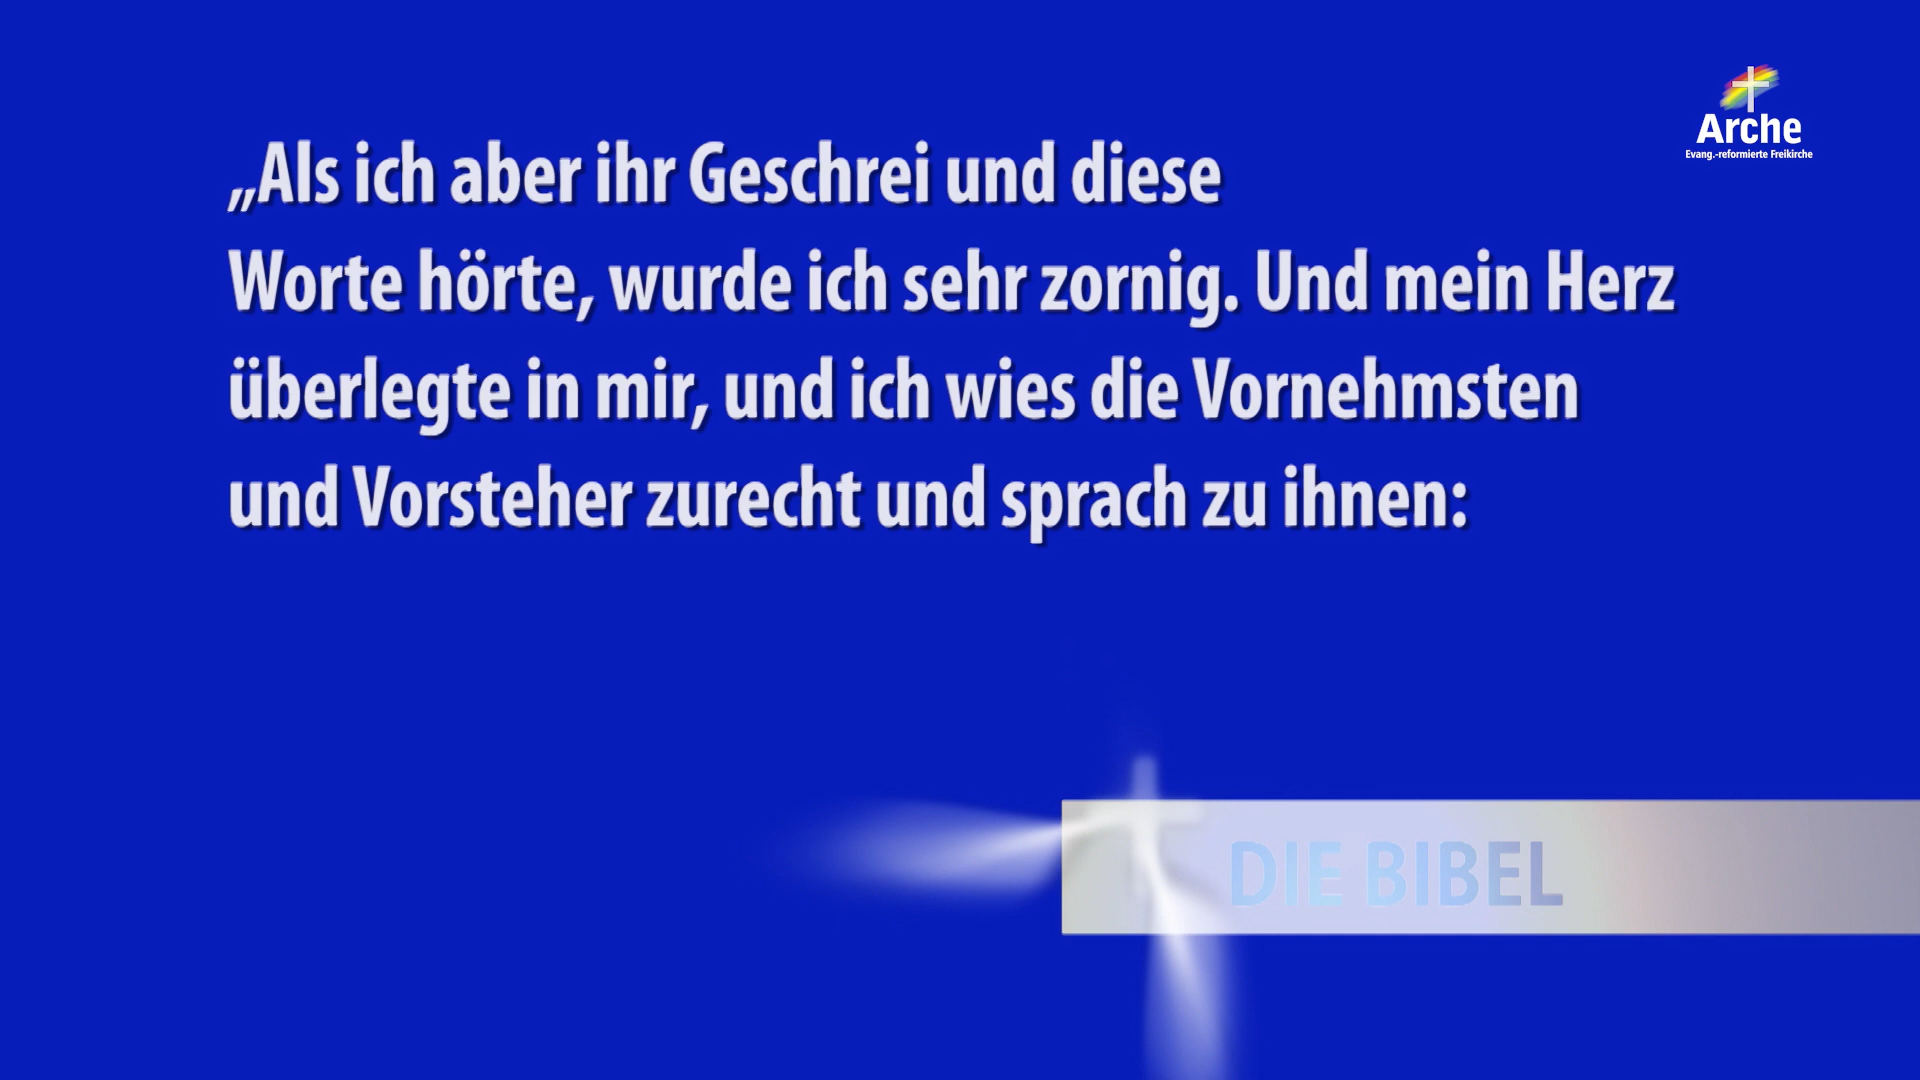 Arche
Evang.-reformierte Freikirche
„Als ich aber ihr Geschrei und diese
Worte hörte, wurde ich sehr zornig. Und mein Herz
überlegte in mir, und ich wies die Vornehmsten
und Vorsteher zurecht und sprach zu ihnen:
DIE BIBEL